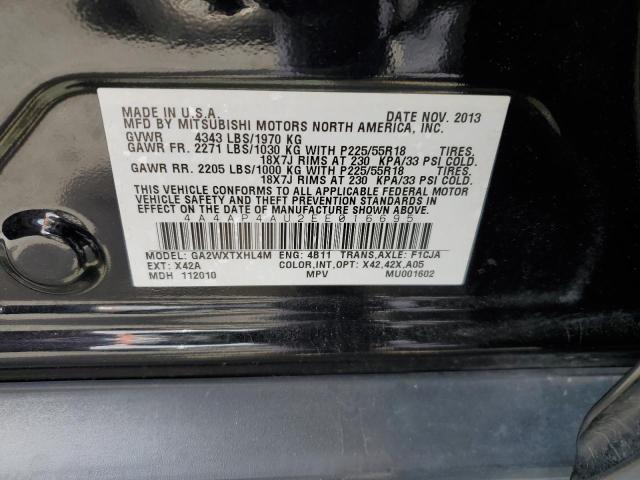 MADE IN U.S.A. DATE NOV. 2013
MFD BY MITSUBISHI MOTORS NORTH AMERICA, INC.
GVWR 4343 LBS/1970 KG
GAWR FR. 2271 LBS/1030 KG WITH P225/55R18 TIRES.
18X7J RIMS AT 230 KPA/33 PSI COLD.
GAWR RR. 2205 LBS/1000 KG WITH P225/55R18 TIRES.
18X7J RIMS AT 230 KPA/33 PSI COLD.
THIS VEHICLE CONFORMS TO ALL APPLICABLE FEDERAL MOTOR
VEHICLE SAFETY AND THEFT PREVENTION STANDARDS IN
EFFECT ON THE DATE OF MANUFACTURE SHOWN ABOVE.
4A4AP4AU2EE016695
MODEL: GA2WXTXHL4M ENG: 4B11 TRANS,AXLE: F1CJA
EXT: X42A COLOR,INT,OPT: X42,42X,A05
MDH 112010 MPV MU001602